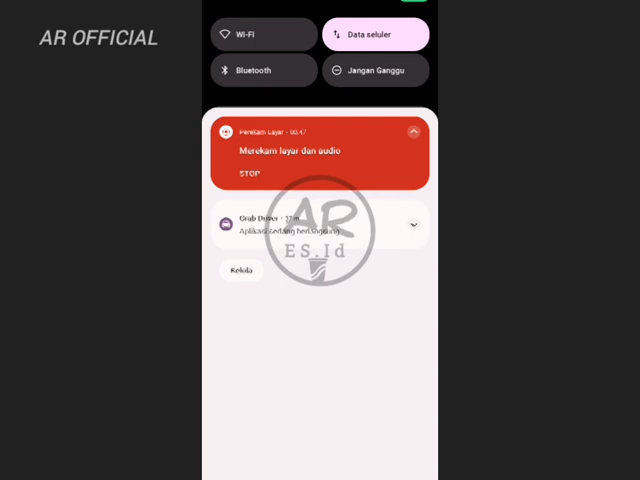 AR OFFICIAL
Wi-Fi
Data seluler
Bluetooth
Jangan Ganggu
Perekam Layar • 00.47
Merekam layar dan audio
STOP
Grab Driver •
Aplikasi sedang berlangsung
AR
ES.Id
Kelola